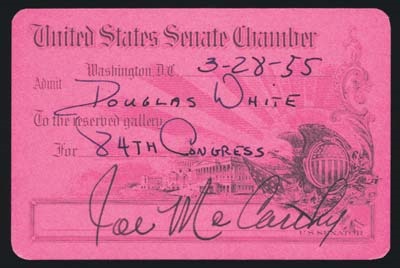 United States Senate Chamber
Washington D.C. 3-28-55
Admit Douglas White
To the reserved gallery
For 84th Congress
Joe McCarthy
U.S. SENATOR